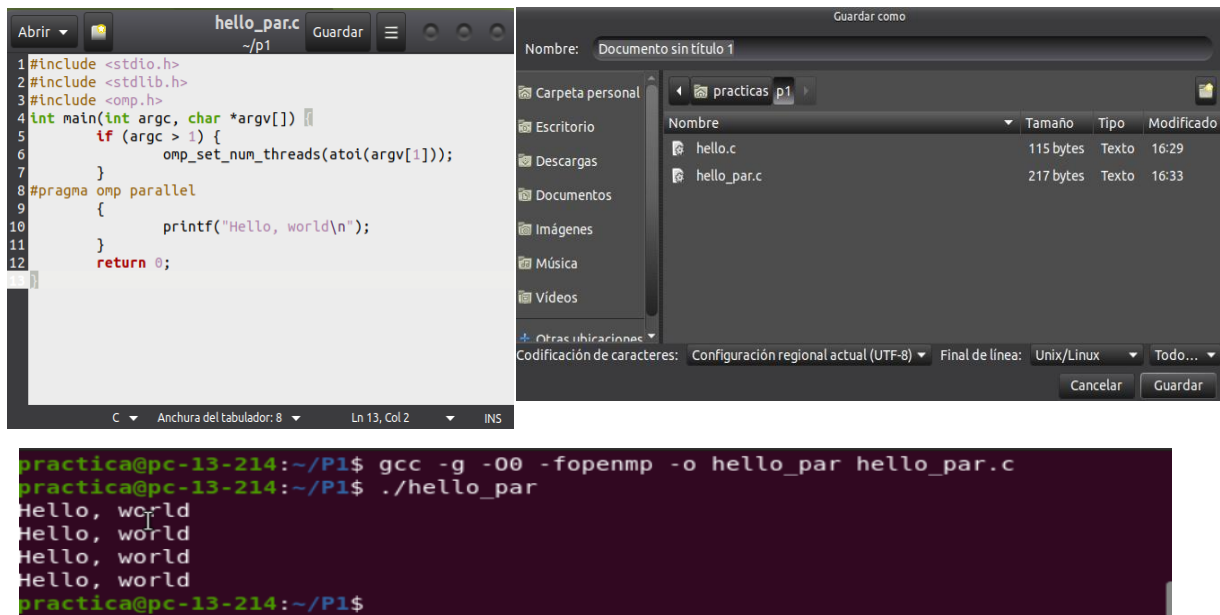 Abrir
hello_par.c
~/p1
Guardar
1 #include <stdio.h>
2 #include <stdlib.h>
3 #include <omp.h>
4 int main(int argc, char *argv[]) {
5 if (argc > 1) {
6 omp_set_num_threads(atoi(argv[1]));
7 }
8 #pragma omp parallel
9 {
10 printf("Hello, world\n");
11 }
12 return 0;
13 }
C Anchura del tabulador: 8 Ln 13, Col 2 INS
Guardar como
Nombre: Documento sin título 1
Carpeta personal
Escritorio
Descargas
Documentos
Imágenes
Música
Vídeos
Otras ubicaciones
practicas p1
Nombre Tamaño Tipo Modificado
hello.c 115 bytes Texto 16:29
hello_par.c 217 bytes Texto 16:33
Codificación de caracteres: Configuración regional actual (UTF-8) Final de línea: Unix/Linux Todo...
Cancelar Guardar
practica@pc-13-214:~/P1$ gcc -g -O0 -fopenmp -o hello_par hello_par.c
practica@pc-13-214:~/P1$ ./hello_par
Hello, world
Hello, world
Hello, world
Hello, world
practica@pc-13-214:~/P1$